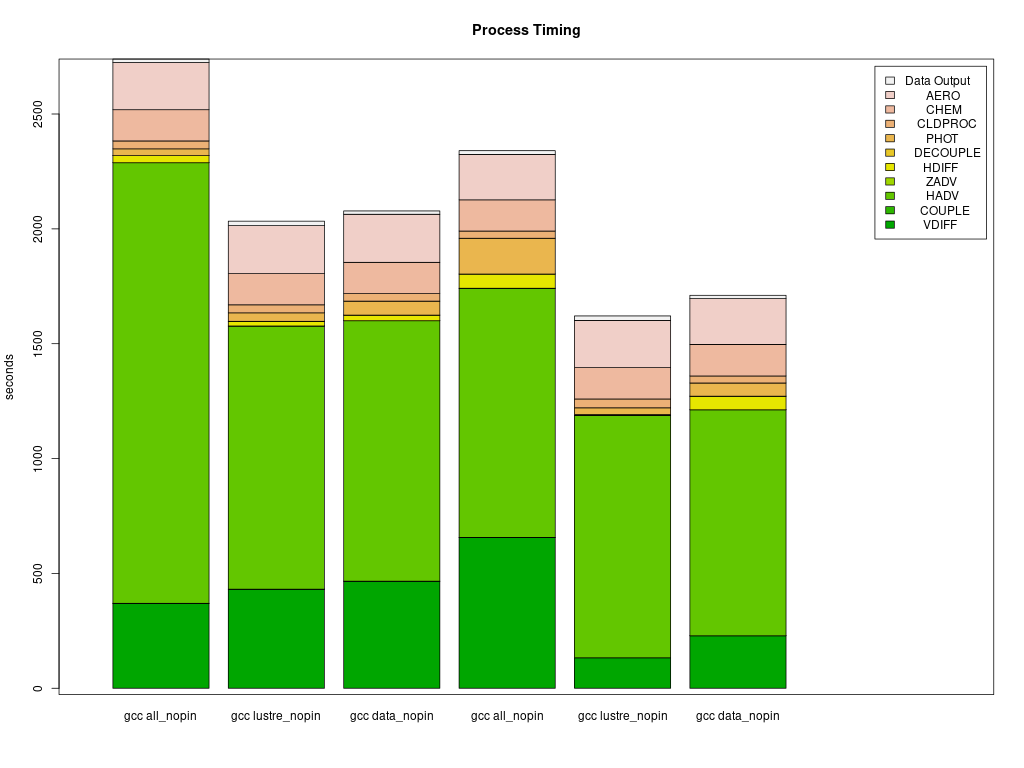 Process Timing
2500
2000
1500
1000
500
0
seconds
Data Output
AERO
CHEM
CLDPROC
PHOT
DECOUPLE
HDIFF
ZADV
HADV
COUPLE
VDIFF
gcc all_nopin gcc lustre_nopin gcc data_nopin gcc all_nopin gcc lustre_nopin gcc data_nopin